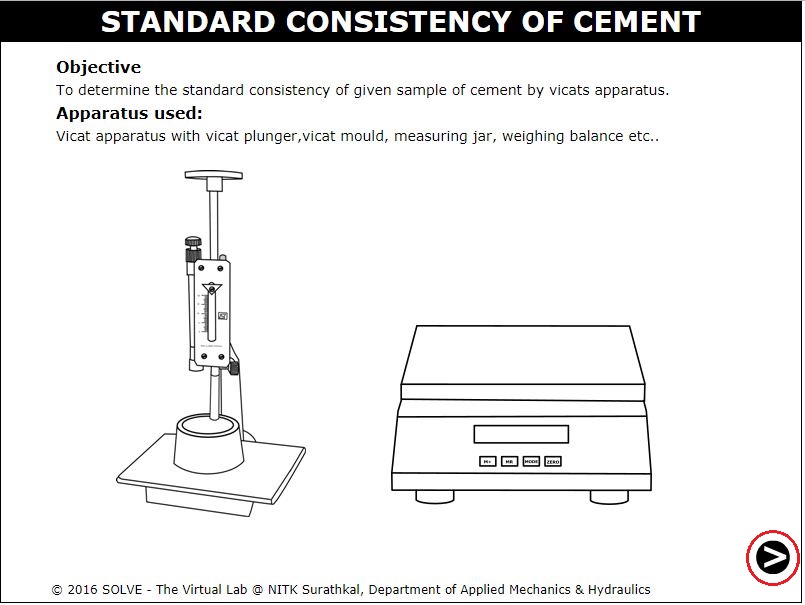 STANDARD CONSISTENCY OF CEMENT
Objective
To determine the standard consistency of given sample of cement by vicats apparatus.
Apparatus used:
Vicat apparatus with vicat plunger,vicat mould, measuring jar, weighing balance etc..
M+ MR MODE ZERO
© 2016 SOLVE - The Virtual Lab @ NITK Surathkal, Department of Applied Mechanics & Hydraulics